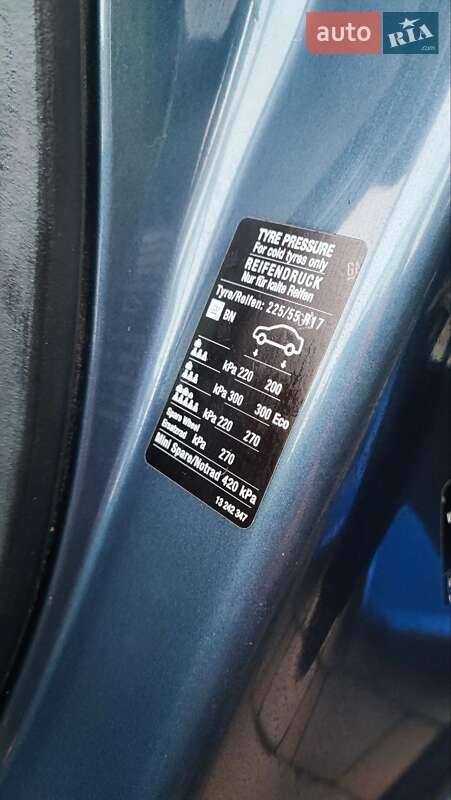 auto RIA .com
TYRE PRESSURE
For cold tyres only
REIFENDRUCK
Nur für kalte Reifen
Tyre/Reifen: 225/55 R17
BN
kPa 220 200
kPa 300 300 Eco
kPa 220 270
Spare Wheel
Ersatzrad kPa 270
Mini Spare/Notrad 420 kPa
13 242 347